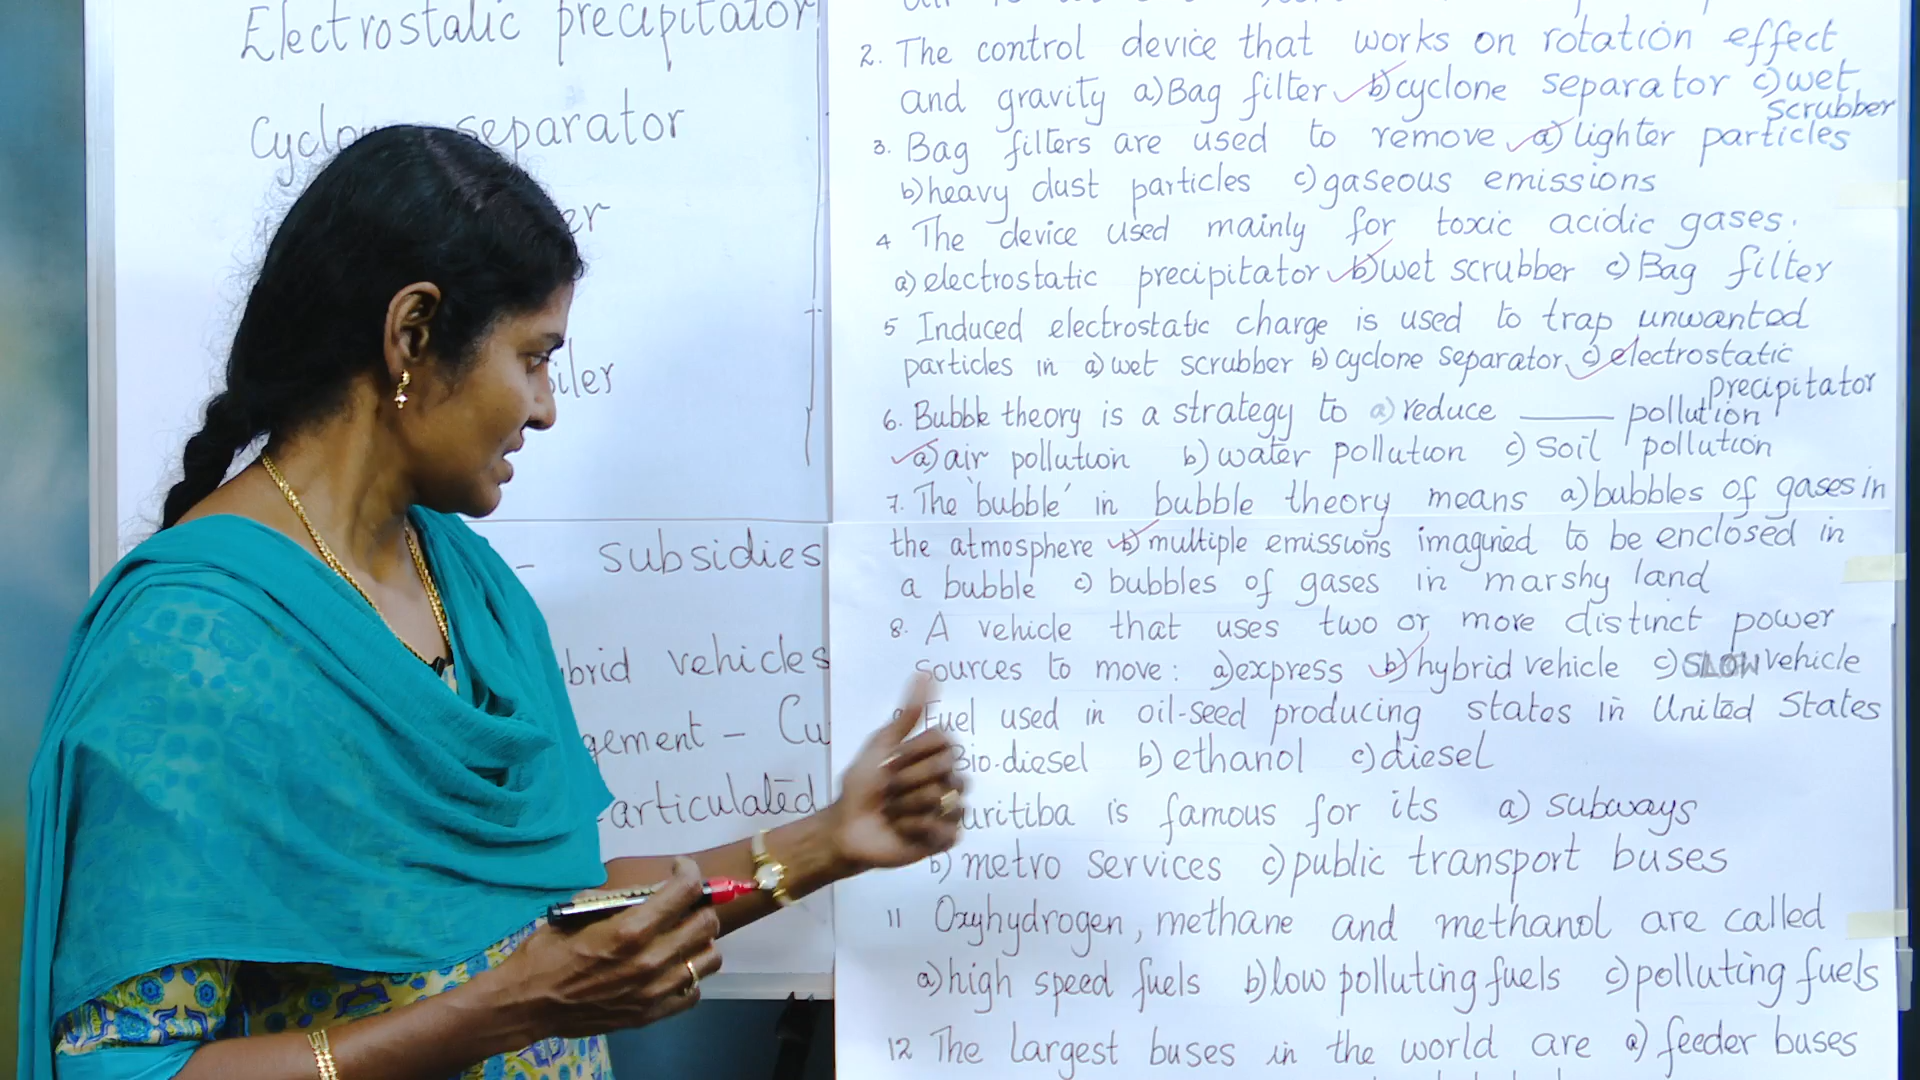 Electrostatic precipitator
separator
er
iler
- subsidies
brid vehicles
gement - Cu
articulated
2. The control device that works on rotation effect
and gravity a) Bag filter b) cyclone separator c) wet
scrubber
3. Bag filters are used to remove a) lighter particles
b) heavy dust particles c) gaseous emissions
4 The device used mainly for toxic acidic gases.
a) electrostatic precipitator b) wet scrubber c) Bag filter
5 Induced electrostatic charge is used to trap unwanted
particles in a) wet scrubber b) cyclone separator c) electrostatic
precipitator
6. Bubble theory is a strategy to a) reduce ____ pollution
a) air pollution b) water pollution c) soil pollution
7. The 'bubble' in bubble theory means a) bubbles of gases in
the atmosphere b) multiple emissions imagined to be enclosed in
a bubble c) bubbles of gases in marshy land
8. A vehicle that uses two or more distinct power
sources to move: a) express b) hybrid vehicle c) SLOW vehicle
Fuel used in oil-seed producing states in United States
Bio.diesel b) ethanol c) diesel
uritiba is famous for its a) subways
b) metro services c) public transport buses
11 Oxyhydrogen, methane and methanol are called
a) high speed fuels b) low polluting fuels c) polluting fuels
12 The largest buses in the world are a) feeder buses